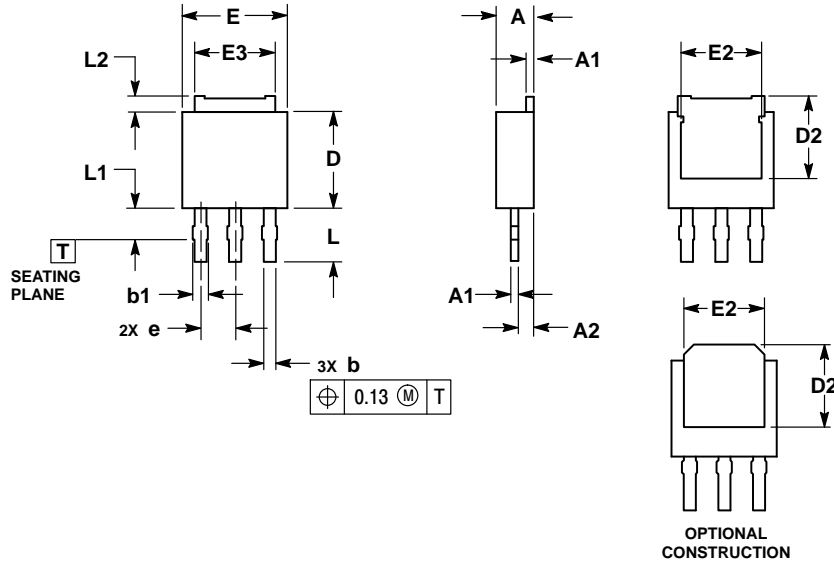 E
A
E3
E2
L2
A1
D
D2
L1
L
T
SEATING
PLANE
b1
A1
2X e
A2
E2
3X b
⌖ 0.13 Ⓜ T
D2
OPTIONAL
CONSTRUCTION